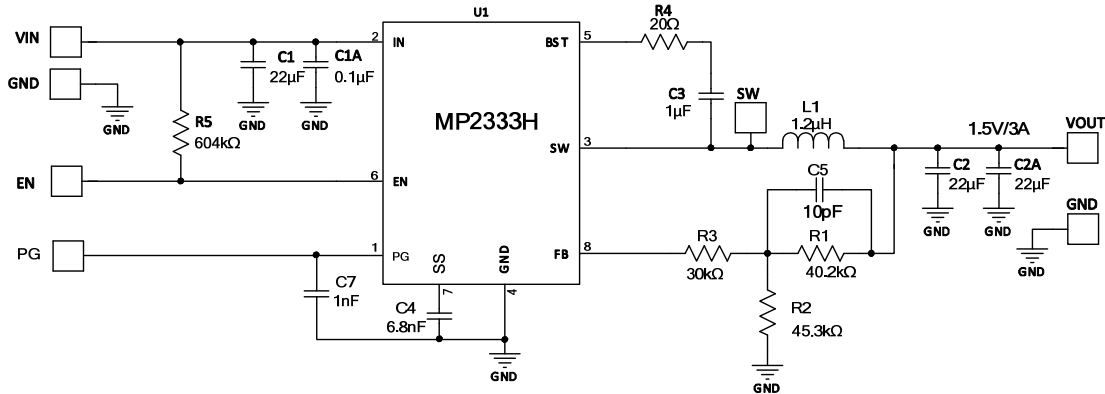 U1
MP2333H
VIN
GND
GND
R5
604kΩ
C1
22µF
GND
C1A
0.1µF
GND
EN
PG
C7
1nF
2
IN
6
EN
1
PG
SS
7
GND
4
C4
6.8nF
GND
BST
5
SW
3
FB
8
R4
20Ω
C3
1µF
SW
L1
1.2µH
1.5V/3A
VOUT
C5
10pF
C2
22µF
GND
C2A
22µF
GND
GND
GND
R3
30kΩ
R1
40.2kΩ
R2
45.3kΩ
GND